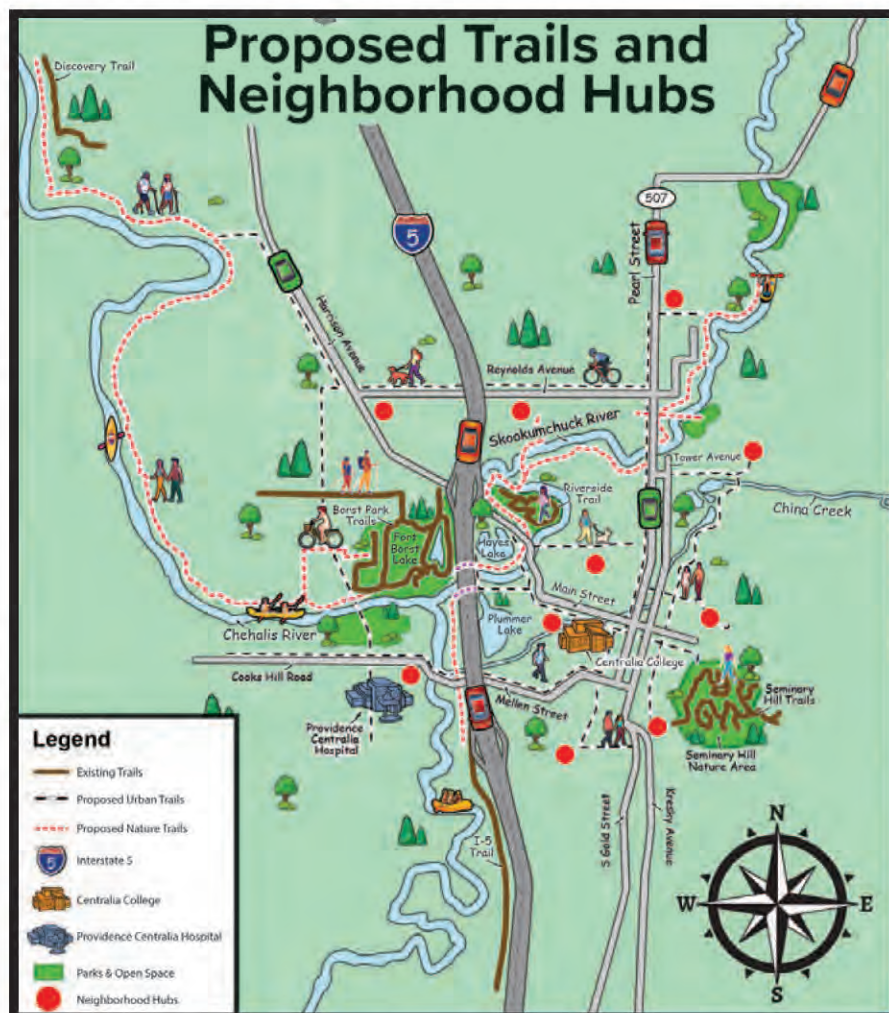 Proposed Trails and
Neighborhood Hubs
Discovery Trail
507
5
Pearl Street
Harrison Avenue
Reynolds Avenue
Skookumchuck River
Tower Avenue
Riverside
Trail
China Creek
Borst Park
Trails
Fort
Borst
Lake
Hayes
Lake
Main Street
Plummer
Lake
Chehalis River
Centralia College
Cooks Hill Road
Mellen Street
Seminary
Hill Trails
Providence
Centralia
Hospital
Seminary Hill
Nature Area
I-5
Trail
S Gold Street
Kresky Avenue
Legend
Existing Trails
Proposed Urban Trails
Proposed Nature Trails
5
Interstate 5
Centralia College
Providence Centralia Hospital
Parks & Open Space
Neighborhood Hubs
N
W
E
S